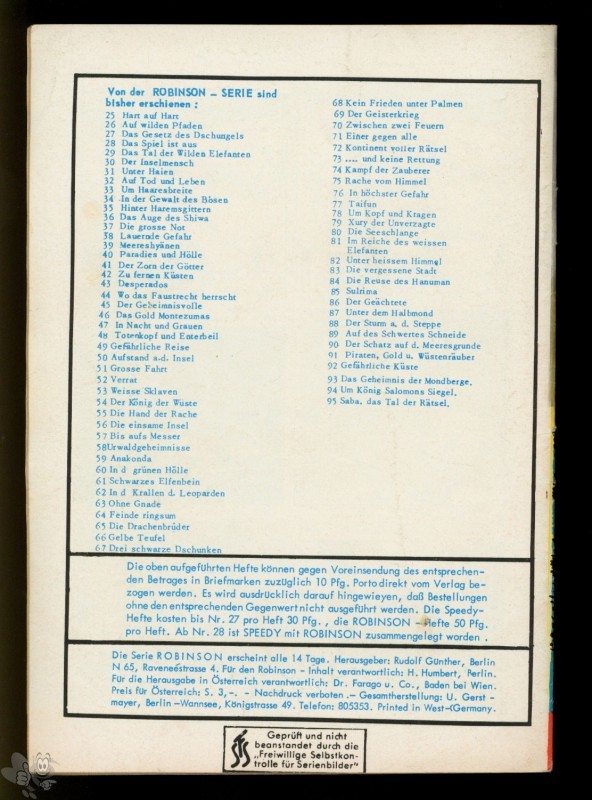 Von der ROBINSON – SERIE sind
bisher erschienen :
25 Hart auf Hart
26 Auf wilden Pfaden
27 Das Gesetz des Dschungels
28 Das Spiel ist aus
29 Das Tal der Wilden Elefanten
30 Der Inselmensch
31 Unter Haien
32 Auf Tod und Leben
33 Um Haaresbreite
34 In der Gewalt des Bösen
35 Hinter Haremsgittern
36 Das Auge des Shiwa
37 Die grosse Not
38 Lauernde Gefahr
39 Meereshyänen
40 Paradies und Hölle
41 Der Zorn der Götter
42 Zu fernen Küsten
43 Desperados
44 Wo das Faustrecht herrscht
45 Der Geheimnisvolle
46 Das Gold Montezumas
47 In Nacht und Grauen
48 Totenkopf und Enterbeil
49 Gefährliche Reise
50 Aufstand a.d. Insel
51 Grosse Fahrt
52 Verrat
53 Weisse Sklaven
54 Der König der Wüste
55 Die Hand der Rache
56 Die einsame Insel
57 Bis aufs Messer
58 Urwaldgeheimnisse
59 Anakonda
60 In d grünen Hölle
61 Schwarzes Elfenbein
62 In d Krallen d. Leoparden
63 Ohne Gnade
64 Feinde ringsum
65 Die Drachenbrüder
66 Gelbe Teufel
67 Drei schwarze Dschunken
68 Kein Frieden unter Palmen
69 Der Geisterkrieg
70 Zwischen zwei Feuern
71 Einer gegen alle
72 Kontinent voller Rätsel
73 .... und keine Rettung
74 Kampf der Zauberer
75 Rache vom Himmel
76 In höchster Gefahr
77 Taifun
78 Um Kopf und Kragen
79 Xury der Unverzagte
80 Die Seeschlange
81 Im Reiche des weissen
Elefanten
82 Unter heissem Himmel
83 Die vergessene Stadt
84 Die Reuse des Hanuman
85 Sulrima
86 Der Geächtete
87 Unter dem Halbmond
88 Der Sturm a. d. Steppe
89 Auf des Schwertes Schneide
90 Der Schatz auf d. Meeresgrunde
91 Piraten, Gold u. Wüstenräuber
92 Gefährliche Küste
93 Das Geheimnis der Mondberge.
94 Um König Salomons Siegel.
95 Saba, das Tal der Rätsel.
Die oben aufgeführten Hefte können gegen Voreinsendung des entsprechen-
den Betrages in Briefmarken zuzüglich 10 Pfg. Porto direkt vom Verlag be-
zogen werden. Es wird ausdrücklich darauf hingewieyen, daß Bestellungen
ohne den entsprechenden Gegenwert nicht ausgeführt werden. Die Speedy-
Hefte kosten bis Nr. 27 pro Heft 30 Pfg. , die ROBINSON – Hefte 50 Pfg.
pro Heft. Ab Nr. 28 ist SPEEDY mit ROBINSON zusammengelegt worden .
Die Serie ROBINSON erscheint alle 14 Tage. Herausgeber: Rudolf Günther, Berlin
N 65, Raveneéstrasse 4. Für den Robinson - Inhalt verantwortlich: H. Humbert, Berlin.
Für die Herausgabe in Österreich verantwortlich: Dr. Farago u. Co., Baden bei Wien.
Preis für Österreich: S. 3,-. - Nachdruck verboten .- Gesamtherstellung: U. Gerst-
mayer, Berlin -Wannsee, Königstrasse 49. Telefon: 805353. Printed in West-Germany.
FSS
Geprüft und nicht
beanstandet durch die
„Freiwillige Selbstkon-
trolle für Serienbilder"